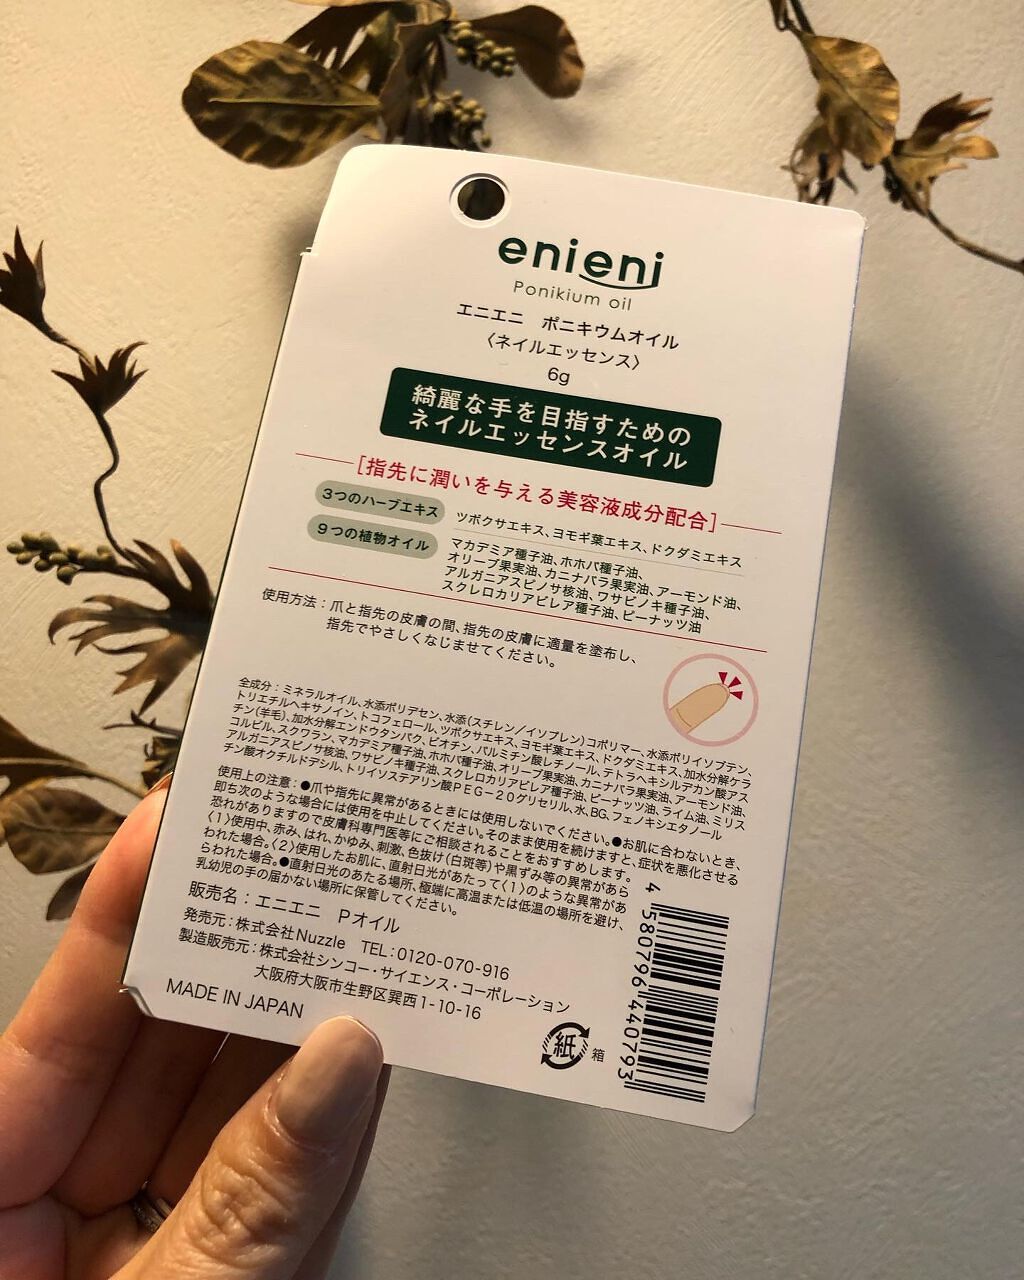 enieni
Ponikium oil
エニエニ ポニキウムオイル
〈ネイルエッセンス〉
6g
綺麗な手を目指すための
ネイルエッセンスオイル
[指先に潤いを与える美容液成分配合]
3つのハーブエキス
ツボクサエキス、ヨモギ葉エキス、ドクダミエキス
9つの植物オイル
マカデミア種子油、ホホバ種子油、
オリーブ果実油、カニナバラ果実油、アーモンド油、
アルガニアスピノサ核油、ワサビノキ種子油、
スクレロカリアビレア種子油、ピーナッツ油
使用方法：爪と指先の皮膚の間、指先の皮膚に適量を塗布し、
指先でやさしくなじませてください。
全成分：ミネラルオイル、水添ポリデセン、水添(スチレン/イソプレン)コポリマー、水添ポリイソブテン、
トリエチルヘキサノイン、トコフェロール、ツボクサエキス、ヨモギ葉エキス、ドクダミエキス、加水分解ケラ
チン(羊毛)、加水分解エンドウタンパク、ビオチン、パルミチン酸レチノール、テトラヘキシルデカン酸アス
コルビル、スクワラン、マカデミア種子油、ホホバ種子油、オリーブ果実油、カニナバラ果実油、アーモンド油、
アルガニアスピノサ核油、ワサビノキ種子油、スクレロカリアビレア種子油、ピーナッツ油、ライム油、ミリス
チン酸オクチルドデシル、トリイソステアリン酸PEG－20グリセリル、水、BG、フェノキシエタノール
使用上の注意：●爪や指先に異常があるときには使用しないでください。●お肌に合わないとき、
即ち次のような場合には使用を中止してください。そのまま使用を続けますと、症状を悪化させる
恐れがありますので皮膚科専門医等にご相談されることをおすすめします。
〈1〉使用中、赤み、はれ、かゆみ、刺激、色抜け(白斑等)や黒ずみ等の異常があら
われた場合。〈2〉使用したお肌に、直射日光があたって〈1〉のような異常があ
らわれた場合。●直射日光のあたる場所、極端に高温または低温の場所を避け、
乳幼児の手の届かない場所に保管してください。
販売名：エニエニ Pオイル
発売元：株式会社Nuzzle TEL：0120-070-916
製造販売元：株式会社シンコー・サイエンス・コーポレーション
大阪府大阪市生野区巽西1-10-16
MADE IN JAPAN
紙
箱
4 580796 440793